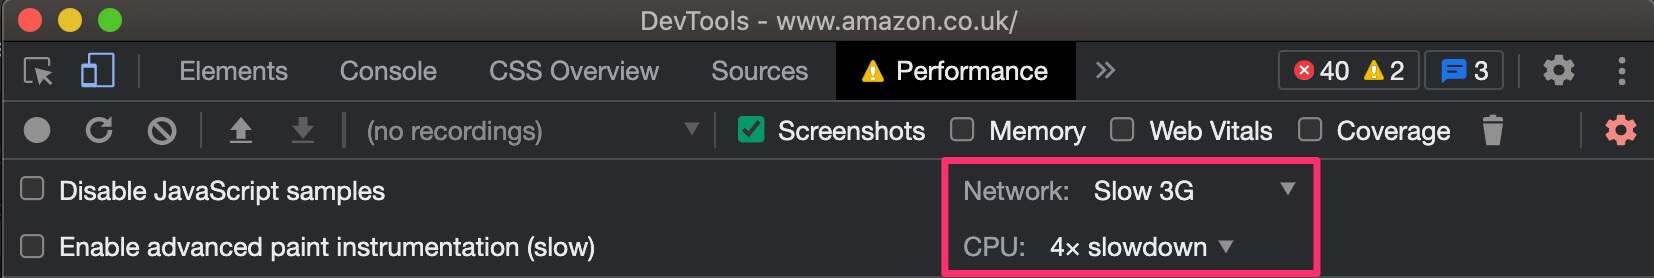 DevTools - www.amazon.co.uk/
Elements Console CSS Overview Sources Performance » 40 2 3
(no recordings) Screenshots Memory Web Vitals Coverage
Disable JavaScript samples Network: Slow 3G
Enable advanced paint instrumentation (slow) CPU: 4× slowdown